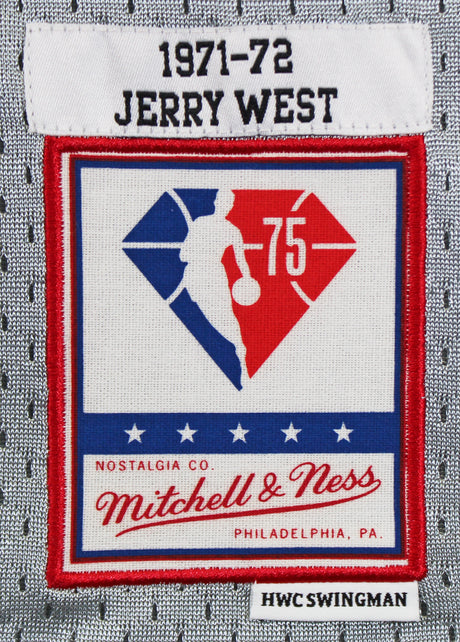 1971-72
JERRY WEST
75
NOSTALGIA CO.
Mitchell & Ness
PHILADELPHIA, PA.
HWC SWINGMAN